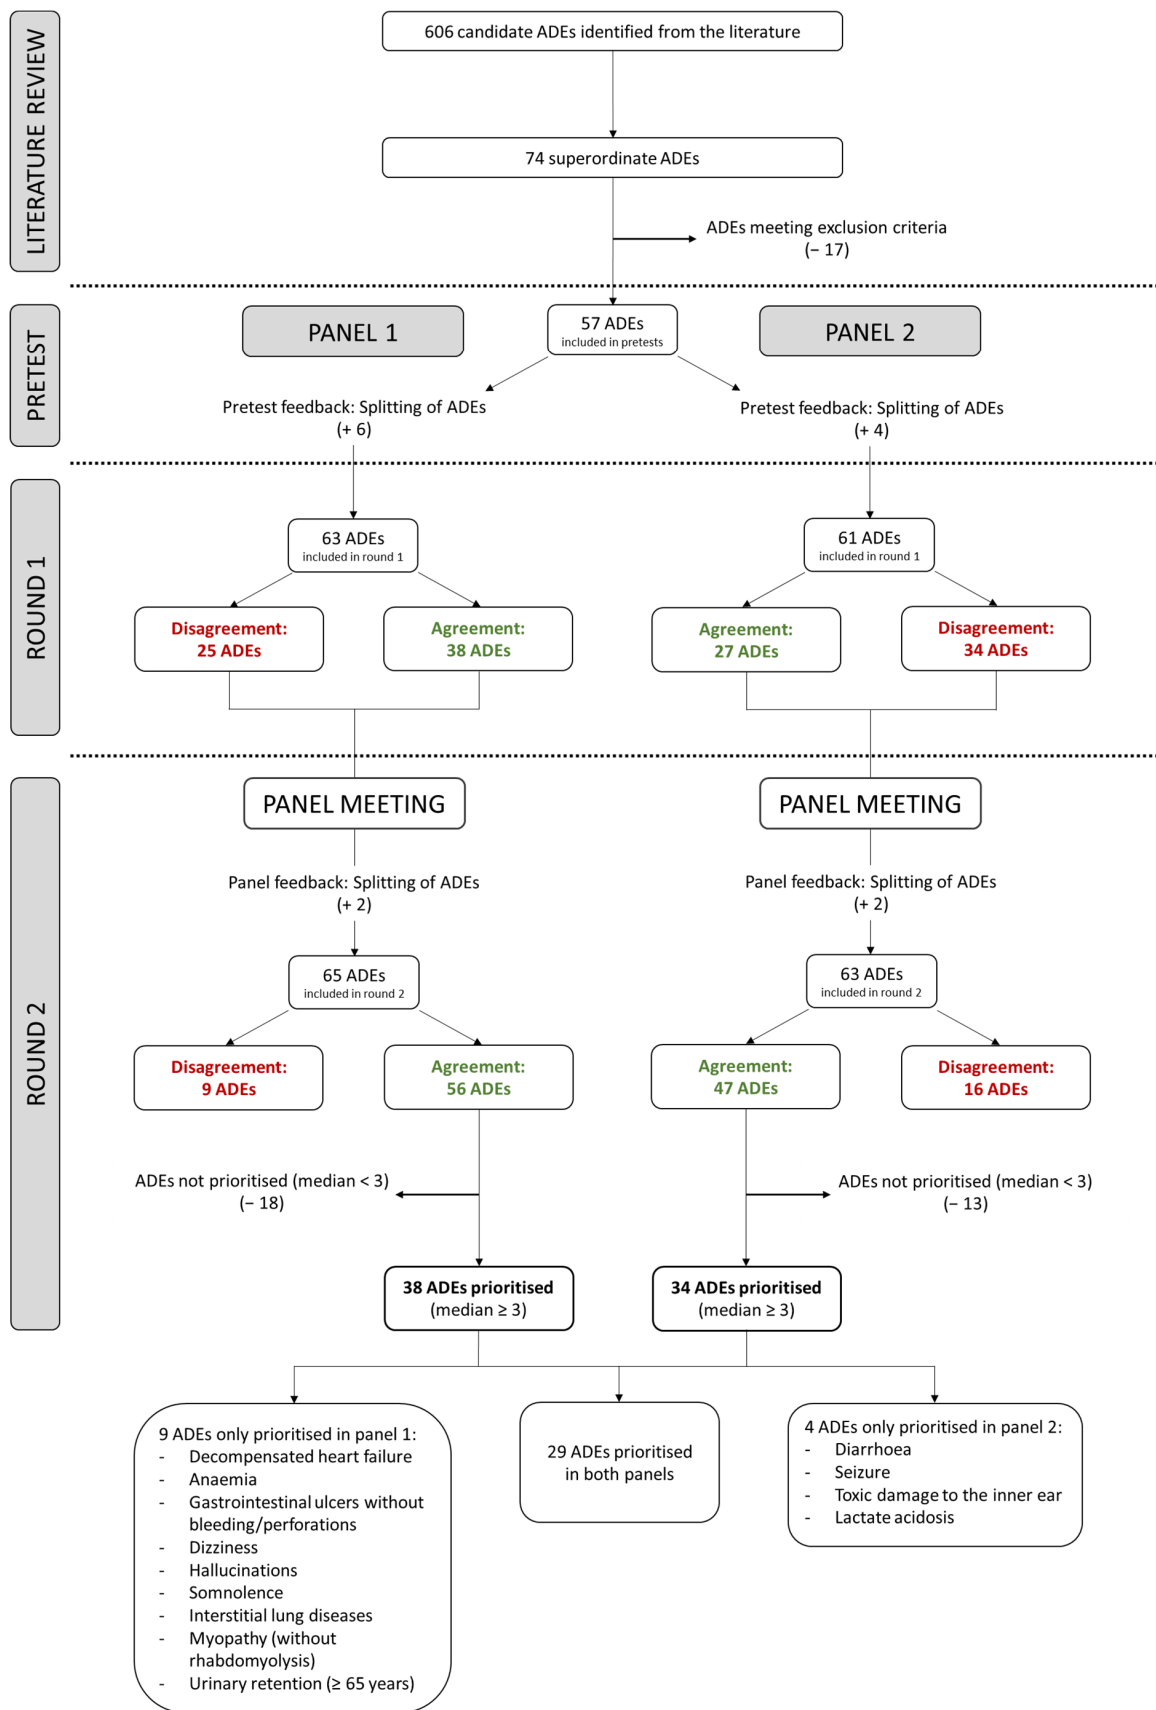 LITERATURE REVIEW
606 candidate ADEs identified from the literature
74 superordinate ADEs
ADEs meeting exclusion criteria
(− 17)
PRETEST
PANEL 1
57 ADEs
included in pretests
PANEL 2
Pretest feedback: Splitting of ADEs
(+ 6)
Pretest feedback: Splitting of ADEs
(+ 4)
ROUND 1
63 ADEs
included in round 1
61 ADEs
included in round 1
Disagreement:
25 ADEs
Agreement:
38 ADEs
Agreement:
27 ADEs
Disagreement:
34 ADEs
ROUND 2
PANEL MEETING
PANEL MEETING
Panel feedback: Splitting of ADEs
(+ 2)
Panel feedback: Splitting of ADEs
(+ 2)
65 ADEs
included in round 2
63 ADEs
included in round 2
Disagreement:
9 ADEs
Agreement:
56 ADEs
Agreement:
47 ADEs
Disagreement:
16 ADEs
ADEs not prioritised (median < 3)
(− 18)
ADEs not prioritised (median < 3)
(− 13)
38 ADEs prioritised
(median ≥ 3)
34 ADEs prioritised
(median ≥ 3)
9 ADEs only prioritised in panel 1:
- Decompensated heart failure
- Anaemia
- Gastrointestinal ulcers without
bleeding/perforations
- Dizziness
- Hallucinations
- Somnolence
- Interstitial lung diseases
- Myopathy (without
rhabdomyolysis)
- Urinary retention (≥ 65 years)
29 ADEs prioritised
in both panels
4 ADEs only prioritised in panel 2:
- Diarrhoea
- Seizure
- Toxic damage to the inner ear
- Lactate acidosis